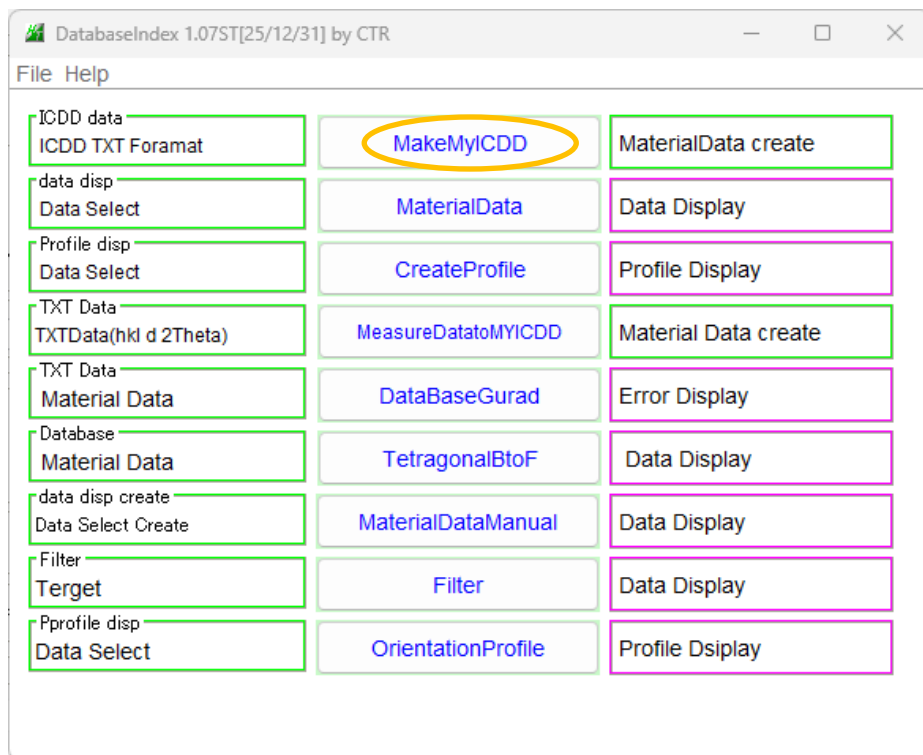 DatabaseIndex 1.07ST[25/12/31] by CTR
File Help
ICDD data
ICDD TXT Foramat
MakeMyICDD
MaterialData create
data disp
Data Select
MaterialData
Data Display
Profile disp
Data Select
CreateProfile
Profile Display
TXT Data
TXTData(hkl d 2Theta)
MeasureDatatoMYICDD
Material Data create
TXT Data
Material Data
DataBaseGurad
Error Display
Database
Material Data
TetragonalBtoF
Data Display
data disp create
Data Select Create
MaterialDataManual
Data Display
Filter
Terget
Filter
Data Display
Pprofile disp
Data Select
OrientationProfile
Profile Dsiplay